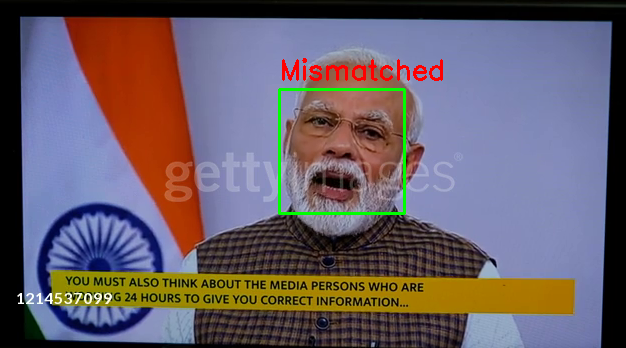 Mismatched
gettyimages®
YOU MUST ALSO THINK ABOUT THE MEDIA PERSONS WHO ARE
24 HOURS TO GIVE YOU CORRECT INFORMATION...
1214537099